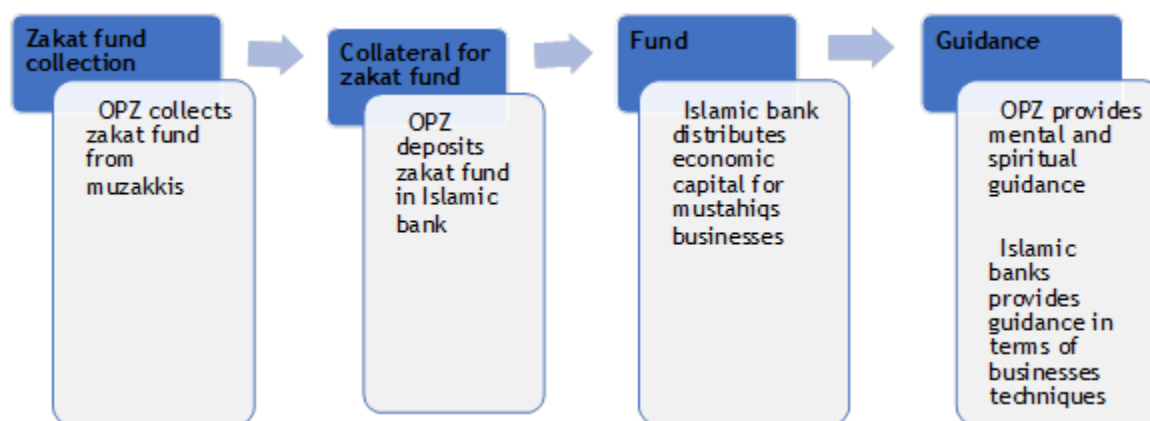 Zakat fund
collection
OPZ collects
zakat fund
from
muzakkis
Collateral for
zakat fund
OPZ
deposits
zakat fund
in Islamic
bank
Fund
Islamic bank
distributes
economic
capital for
mustahiqs
businesses
Guidance
OPZ provides
mental and
spiritual
guidance
Islamic
banks
provides
guidance in
terms of
businesses
techniques